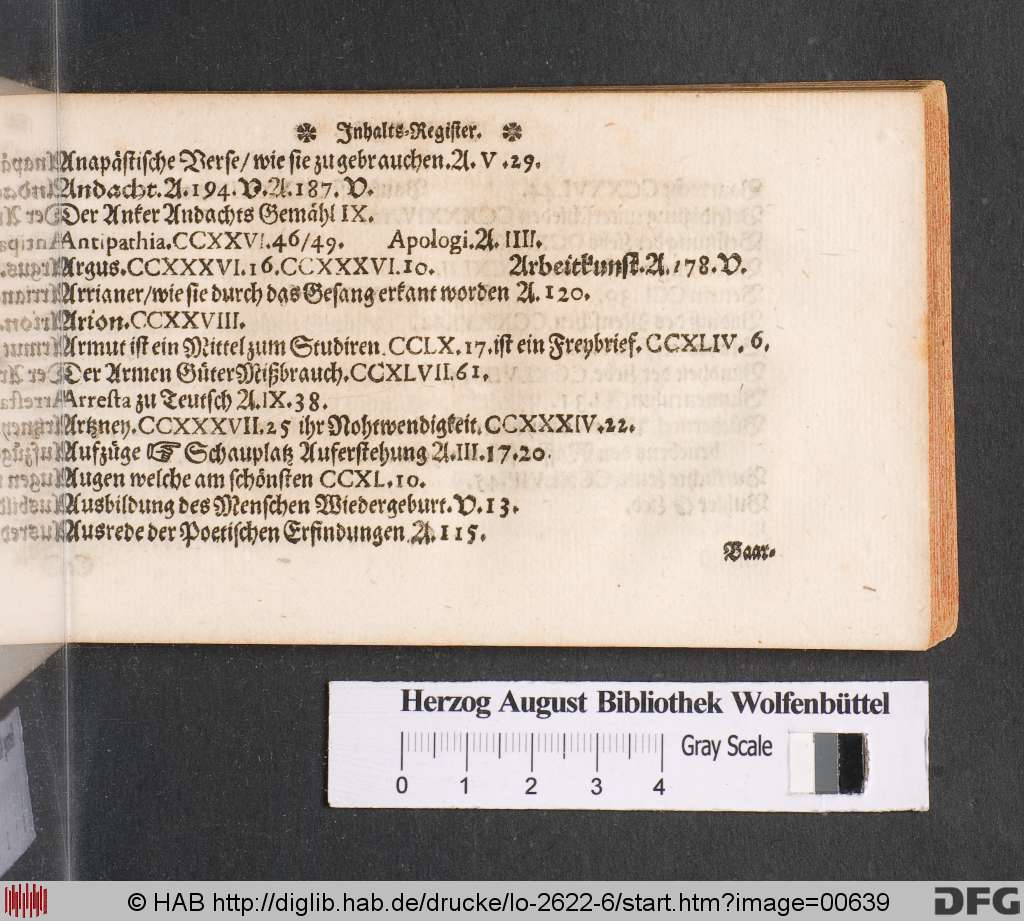 Inhalts-Register.
Anapästische Verse/ wie sie zu gebrauchen. A. V. 29.
Andacht. A. 194. V. A. 187. V.
Der Anker Andachts Gemähl IX.
Antipathia. CCXXVI. 46/49. Apologi. A. IIII.
Argus. CCXXXVI. 16. CCXXXVI. 10. Arbeitkunst. A. 178. V.
Arrianer/ wie sie durch das Gesang erkant worden A. 120.
Arion. CCXXVIII.
Armut ist ein Mittel zum Studiren. CCLX. 17. ist ein Freybrief. CCXLIV. 6.
Der Armen Güter Mißbrauch. CCXLVII. 61.
Arresta zu Teutsch A. IX. 38.
Artzney. CCXXXVII. 25 ihr Nohtwendigkeit. CCXXXIV. 22.
Aufzüge ☞ Schauplatz Auferstehung A. III. 17. 20.
Augen welche am schönsten CCXL. 10.
Ausbildung des Menschen Wiedergeburt. V. 13.
Ausrede der Poetischen Erfindungen A. 115.
Baar-
Herzog August Bibliothek Wolfenbüttel
0 1 2 3 4 Gray Scale
© HAB http://diglib.hab.de/drucke/lo-2622-6/start.htm?image=00639
DFG